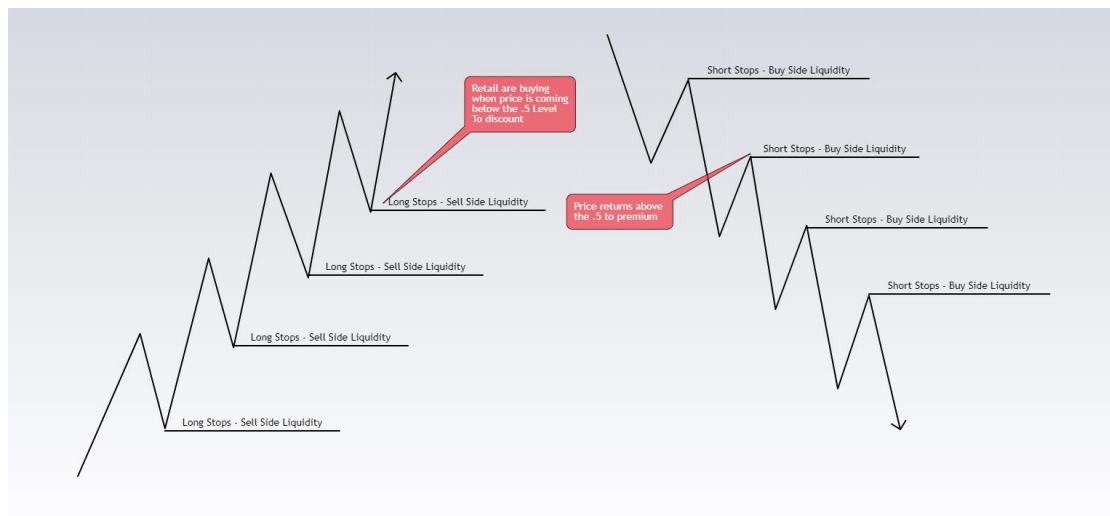 Retail are buying
when price is coming
below the .5 Level
To discount
Long Stops - Sell Side Liquidity
Long Stops - Sell Side Liquidity
Long Stops - Sell Side Liquidity
Long Stops - Sell Side Liquidity
Short Stops - Buy Side Liquidity
Short Stops - Buy Side Liquidity
Price returns above
the .5 to premium
Short Stops - Buy Side Liquidity
Short Stops - Buy Side Liquidity